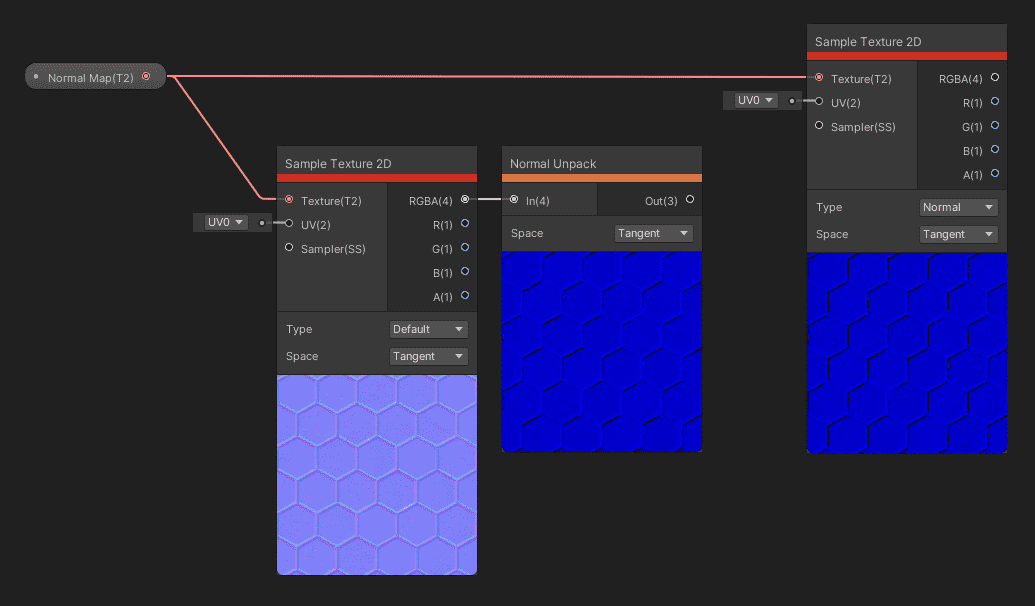 Normal Map(T2)
Sample Texture 2D
Texture(T2)
RGBA(4)
UV0
UV(2)
R(1)
Sampler(SS)
G(1)
B(1)
A(1)
Type
Normal
Space
Tangent
Sample Texture 2D
Texture(T2)
RGBA(4)
UV0
UV(2)
R(1)
Sampler(SS)
G(1)
B(1)
A(1)
Type
Default
Space
Tangent
Normal Unpack
In(4)
Out(3)
Space
Tangent